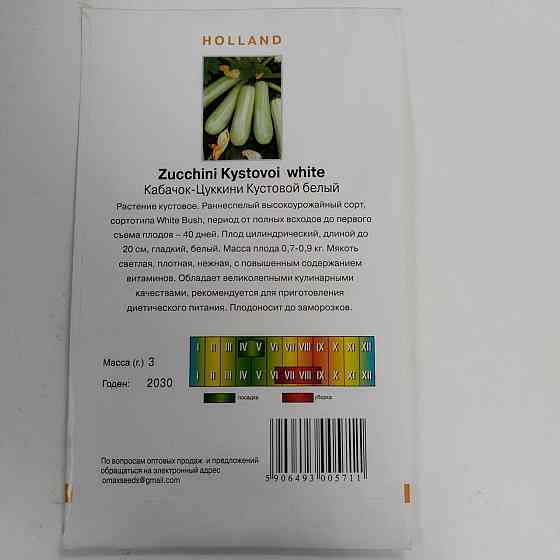 HOLLAND
Zucchini Kystovoi white
Кабачок-Цуккини Кустовой белый
Растение кустовое. Раннеспелый высокоурожайный сорт,
сортотипа White Bush, период от полных всходов до первого
съема плодов – 40 дней. Плод цилиндрический, длиной до
20 см, гладкий, белый. Масса плода 0,7-0,9 кг. Мякоть
светлая, плотная, нежная, с повышенным содержанием
витаминов. Обладает великолепными кулинарными
качествами, рекомендуется для приготовления
диетического питания. Плодоносит до заморозков.
I II III IV V VI VII VIII IX X XI XII
Масса (г.) 3
I II III IV V VI VII VIII IX X XI XII
Годен: 2030
посадка уборка
По вопросам оптовых продаж и предложений
обращаться на электронный адрес
omaxseeds@gmail.com
5906493005711